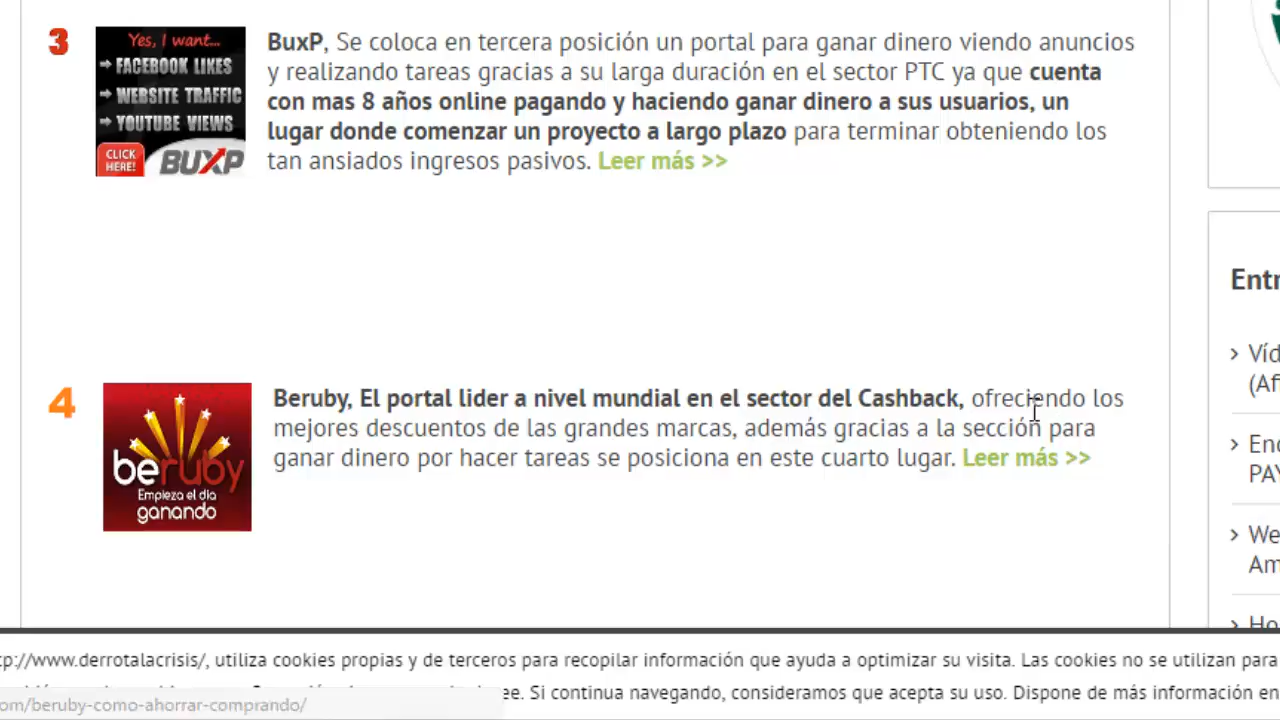 3
Yes, I want...
➞ FACEBOOK LIKES
➞ WEBSITE TRAFFIC
➞ YOUTUBE VIEWS
CLICK
HERE!
BUXP
BuxP, Se coloca en tercera posición un portal para ganar dinero viendo anuncios
y realizando tareas gracias a su larga duración en el sector PTC ya que cuenta
con mas 8 años online pagando y haciendo ganar dinero a sus usuarios, un
lugar donde comenzar un proyecto a largo plazo para terminar obteniendo los
tan ansiados ingresos pasivos. Leer más >>
4
beruby
Empieza el día
ganando
Beruby, El portal lider a nivel mundial en el sector del Cashback, ofreciendo los
mejores descuentos de las grandes marcas, además gracias a la sección para
ganar dinero por hacer tareas se posiciona en este cuarto lugar. Leer más >>
Entr
> Víd
(Af
> Enc
PAY
> We
Am
> Ho
tp://www.derrotalacrisis/, utiliza cookies propias y de terceros para recopilar información que ayuda a optimizar su visita. Las cookies no se utilizan para
ee. Si continua navegando, consideramos que acepta su uso. Dispone de más información en
om/beruby-como-ahorrar-comprando/